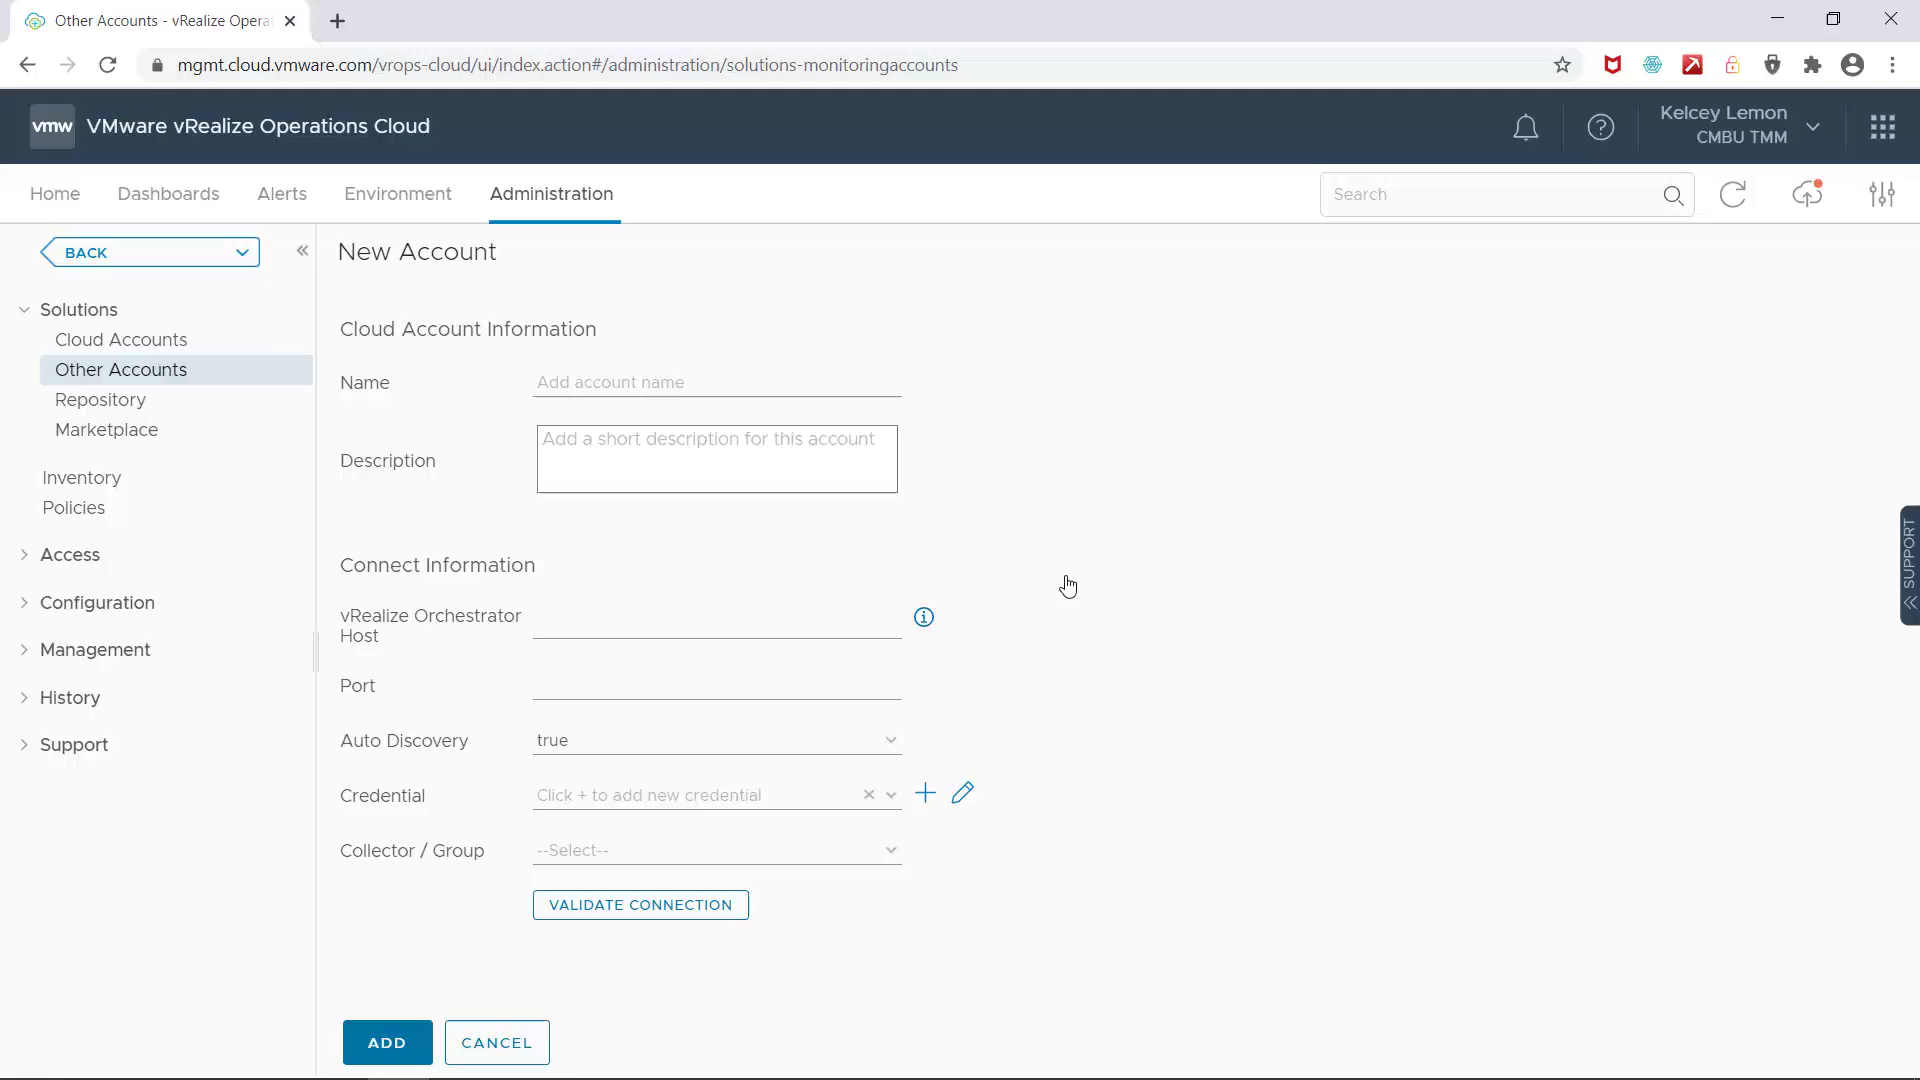 Other Accounts - vRealize Opera
mgmt.cloud.vmware.com/vrops-cloud/ui/index.action#/administration/solutions-monitoringaccounts
vmw VMware vRealize Operations Cloud
Kelcey Lemon
CMBU TMM
Home Dashboards Alerts Environment Administration Search
BACK
Solutions
Cloud Accounts
Other Accounts
Repository
Marketplace
Inventory
Policies
Access
Configuration
Management
History
Support
New Account
Cloud Account Information
Name Add account name
Description Add a short description for this account
Connect Information
vRealize Orchestrator
Host
Port
Auto Discovery true
Credential Click + to add new credential
Collector / Group --Select--
VALIDATE CONNECTION
ADD CANCEL
SUPPORT